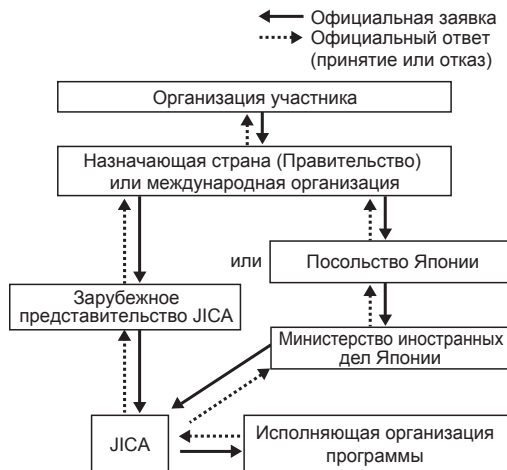 Официальная заявка
Официальный ответ
(принятие или отказ)
Организация участника
Назначающая страна (Правительство)
или международная организация
или
Посольство Японии
Зарубежное
представительство JICA
Министерство иностранных
дел Японии
JICA
Исполняющая организация
программы